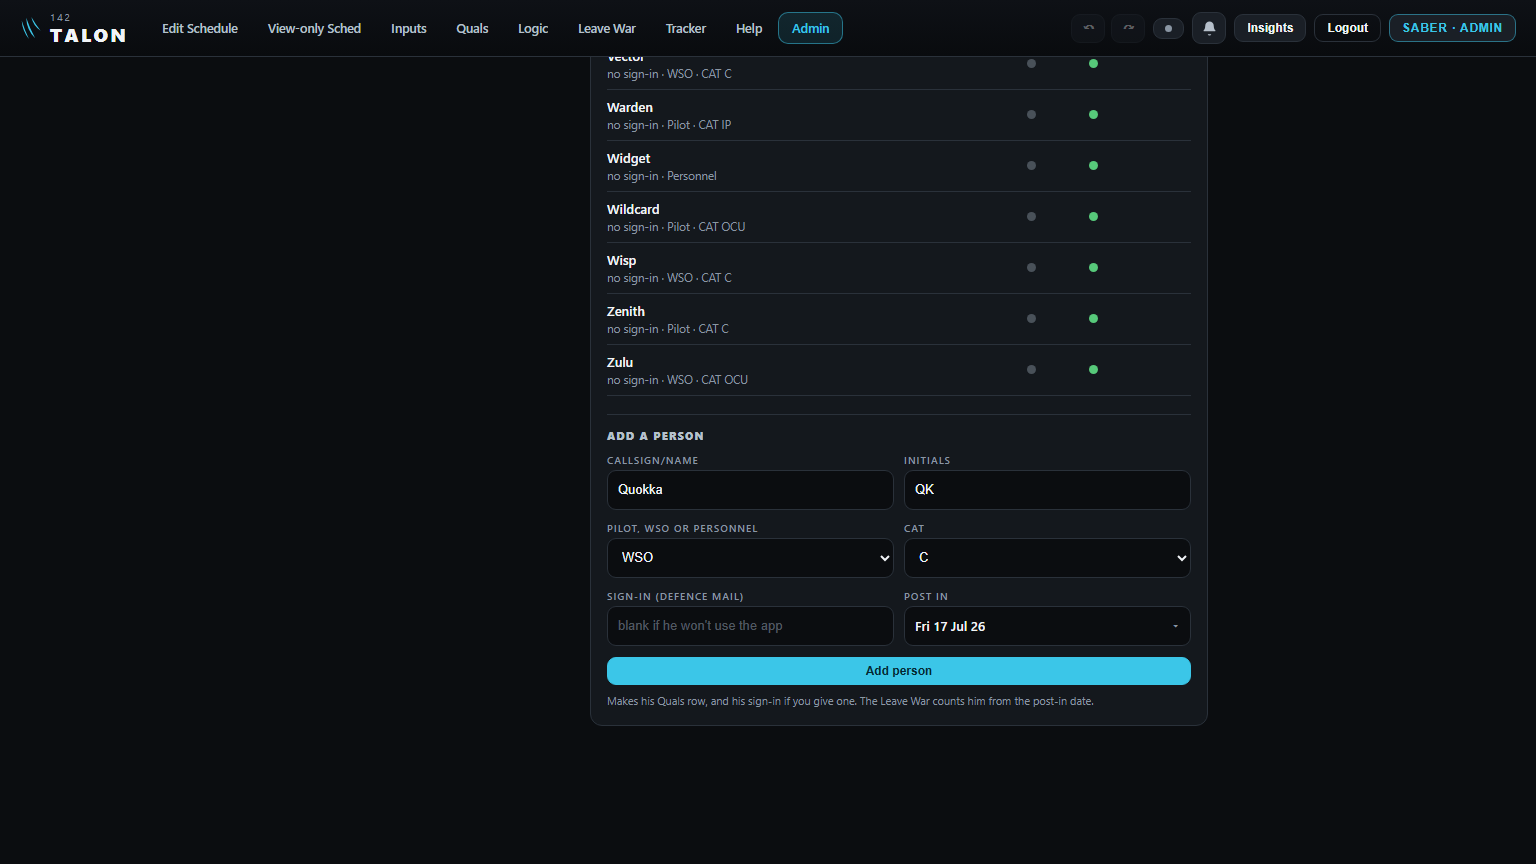 142
TALON
Edit Schedule
View-only Sched
Inputs
Quals
Logic
Leave War
Tracker
Help
Admin
Insights
Logout
SABER · ADMIN
Vector
no sign-in · WSO · CAT C
Warden
no sign-in · Pilot · CAT IP
Widget
no sign-in · Personnel
Wildcard
no sign-in · Pilot · CAT OCU
Wisp
no sign-in · WSO · CAT C
Zenith
no sign-in · Pilot · CAT C
Zulu
no sign-in · WSO · CAT OCU
ADD A PERSON
CALLSIGN/NAME
INITIALS
Quokka
QK
PILOT, WSO OR PERSONNEL
CAT
WSO
C
SIGN-IN (DEFENCE MAIL)
POST IN
blank if he won't use the app
Fri 17 Jul 26
Add person
Makes his Quals row, and his sign-in if you give one. The Leave War counts him from the post-in date.